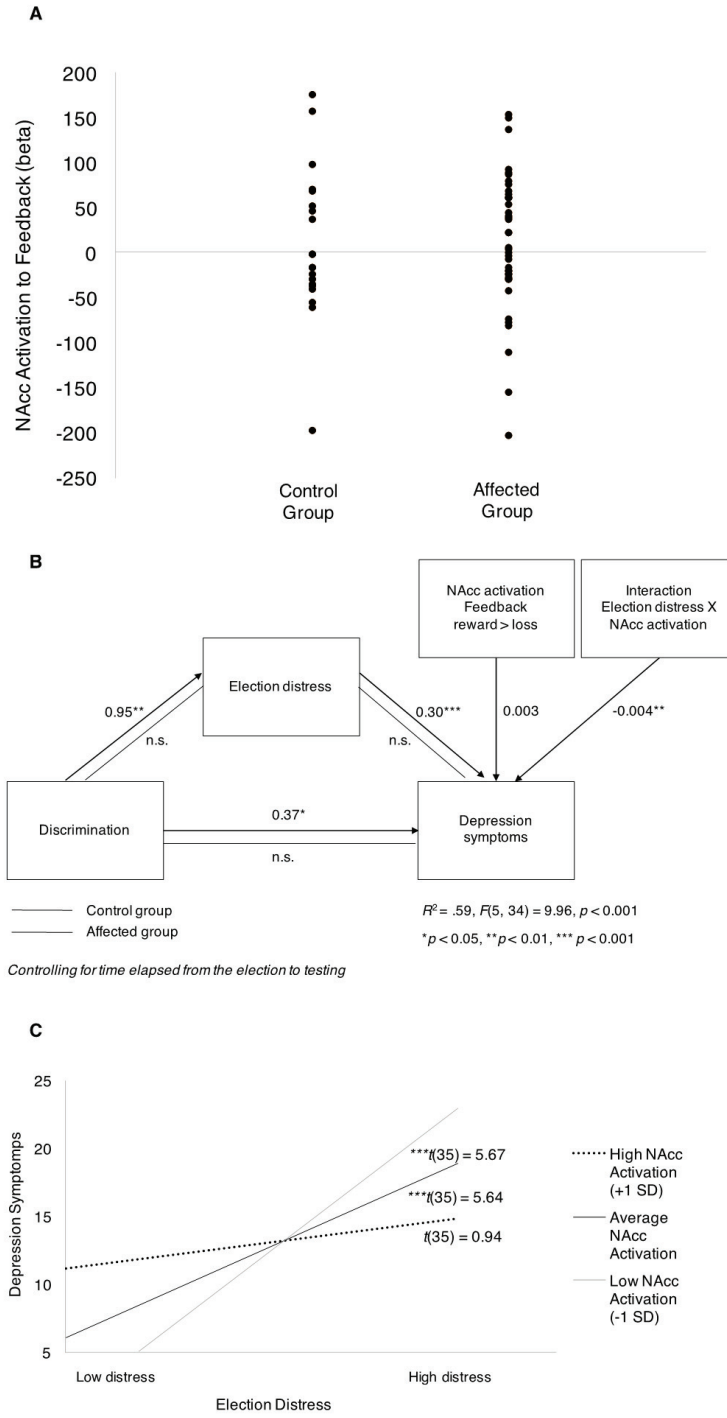 A
NAcc Activation to Feedback (beta)
200
150
100
50
0
-50
-100
-150
-200
-250
Control
Group
Affected
Group
B
NAcc activation
Feedback
reward > loss
Interaction
Election distress X
NAcc activation
Election distress
0.95**
n.s.
0.30***
n.s.
0.003
-0.004**
Discrimination
0.37*
n.s.
Depression
symptoms
Control group
Affected group
R² = .59, F(5, 34) = 9.96, p < 0.001
*p < 0.05, **p < 0.01, *** p < 0.001
Controlling for time elapsed from the election to testing
C
Depression Symptomps
25
20
15
10
5
***t(35) = 5.67
***t(35) = 5.64
t(35) = 0.94
High NAcc
Activation
(+1 SD)
Average
NAcc
Activation
Low NAcc
Activation
(-1 SD)
Low distress
High distress
Election Distress